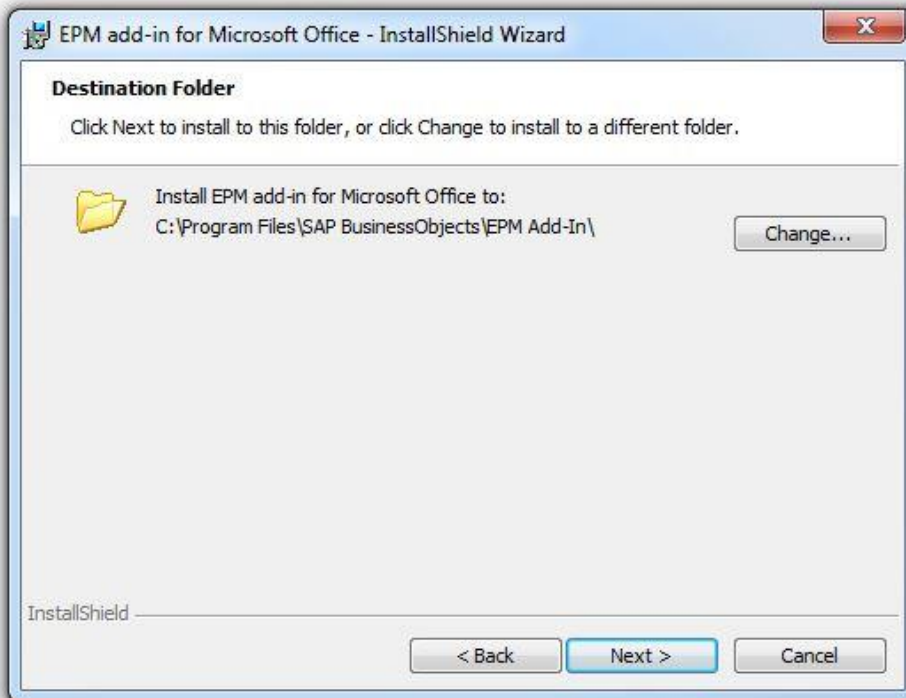 EPM add-in for Microsoft Office - InstallShield Wizard
Destination Folder
Click Next to install to this folder, or click Change to install to a different folder.
Install EPM add-in for Microsoft Office to:
C:\Program Files\SAP BusinessObjects\EPM Add-In\
Change...
InstallShield
< Back
Next >
Cancel